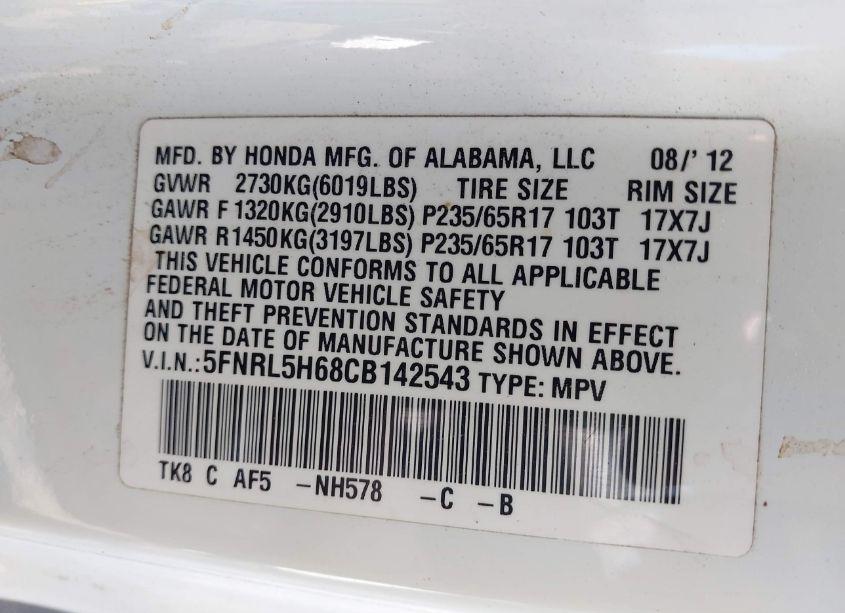 MFD. BY HONDA MFG. OF ALABAMA, LLC 08/' 12
GVWR 2730KG(6019LBS) TIRE SIZE RIM SIZE
GAWR F 1320KG(2910LBS) P235/65R17 103T 17X7J
GAWR R1450KG(3197LBS) P235/65R17 103T 17X7J
THIS VEHICLE CONFORMS TO ALL APPLICABLE
FEDERAL MOTOR VEHICLE SAFETY
AND THEFT PREVENTION STANDARDS IN EFFECT
ON THE DATE OF MANUFACTURE SHOWN ABOVE.
V.I.N.: 5FNRL5H68CB142543 TYPE: MPV
TK8 C AF5 -NH578 -C -B